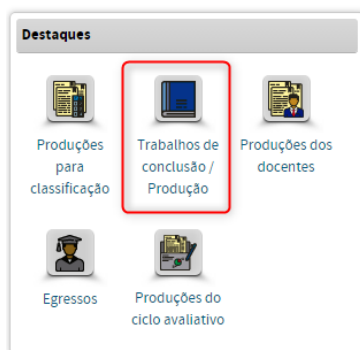 Destaques
Produções
para
classificação
Trabalhos de
conclusão /
Produção
Produções dos
docentes
Egressos
Produções do
ciclo avaliativo